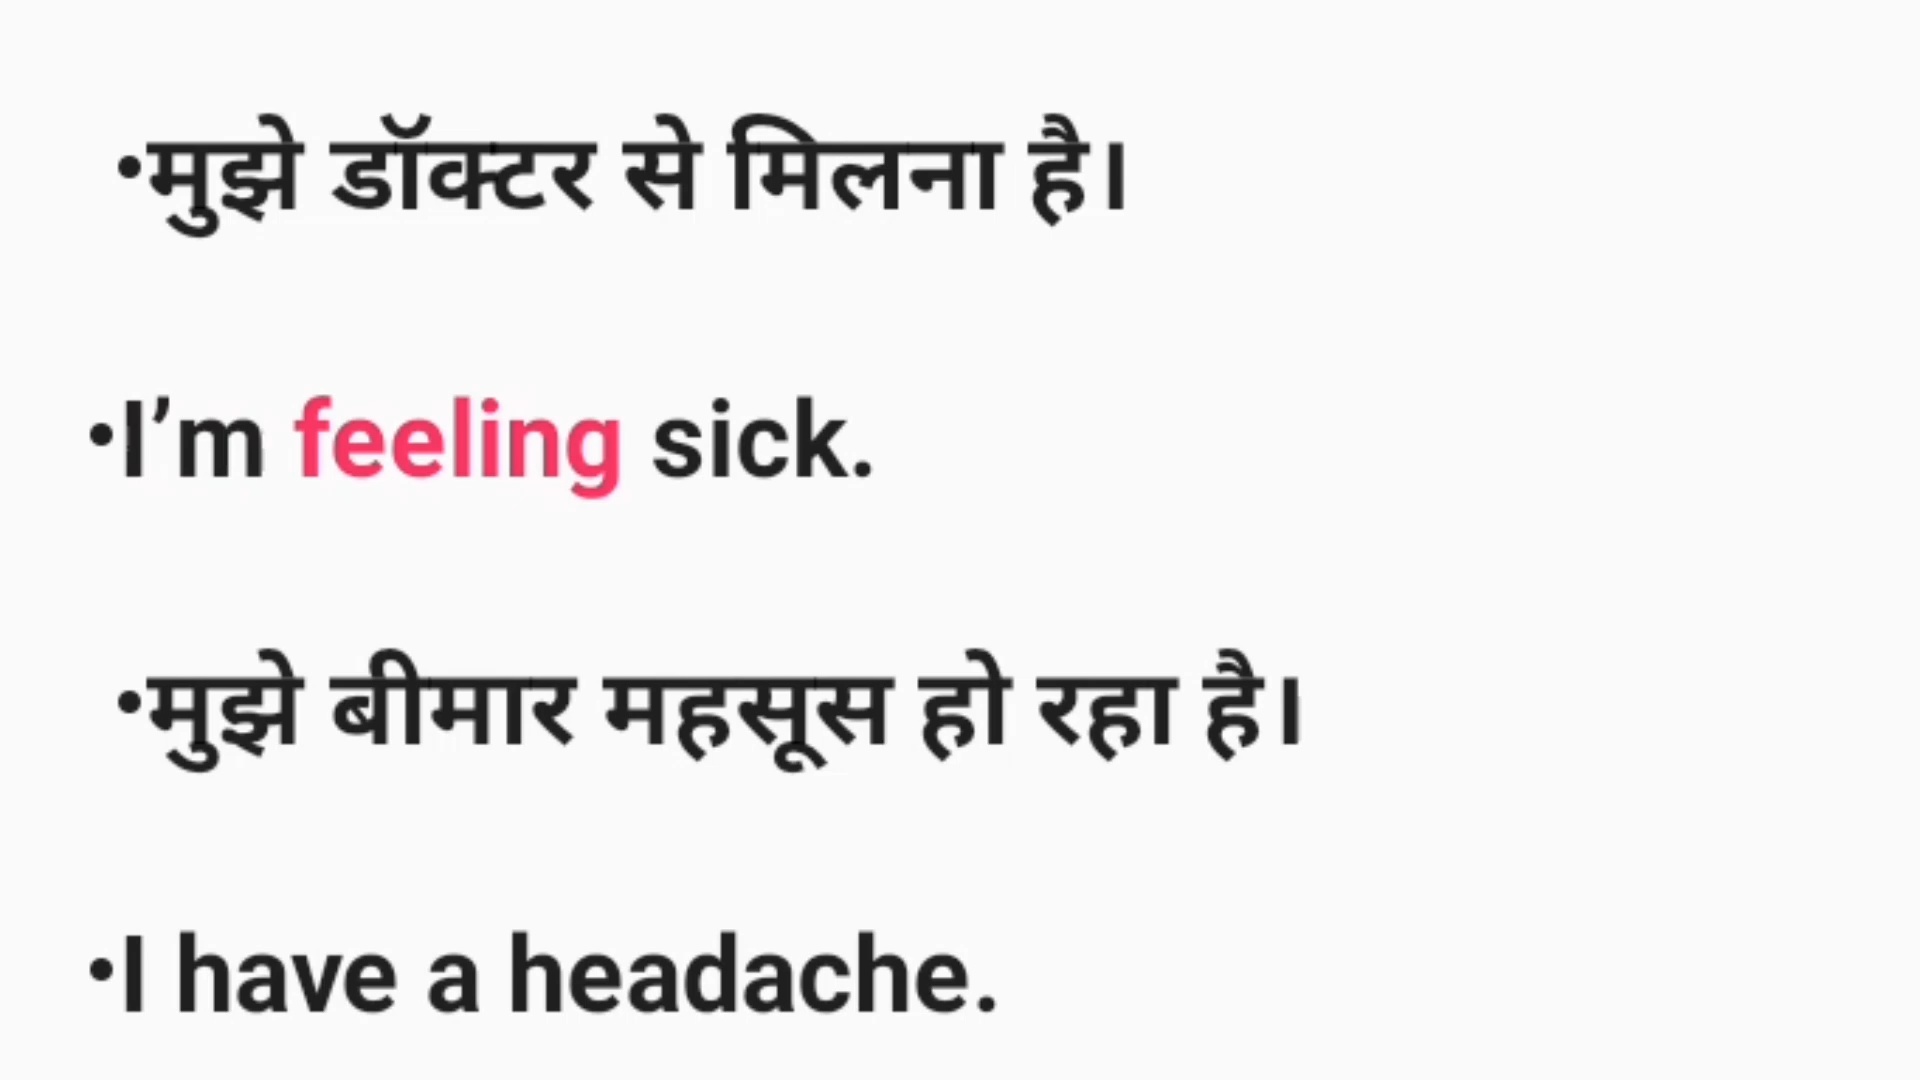 •मुझे डॉक्टर से मिलना है।
•I’m feeling sick.
•मुझे बीमार महसूस हो रहा है।
•I have a headache.